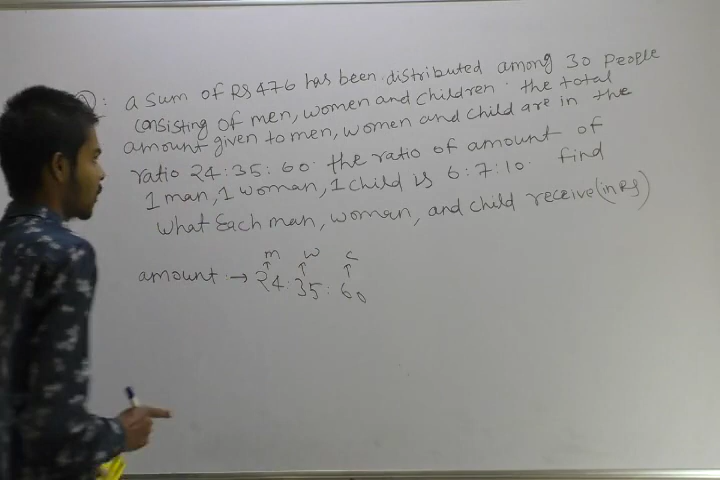 Q: a sum of RS 476 has been distributed among 30 People
consisting of men, women and children. the total
amount given to men, women and child are in the
ratio 24:35:60. the ratio of amount of
1 man, 1 woman, 1 child is 6:7:10. find
what Each man, woman, and child receive (in RS)
m w c
↑ ↑ ↑
amount → 24:35:60